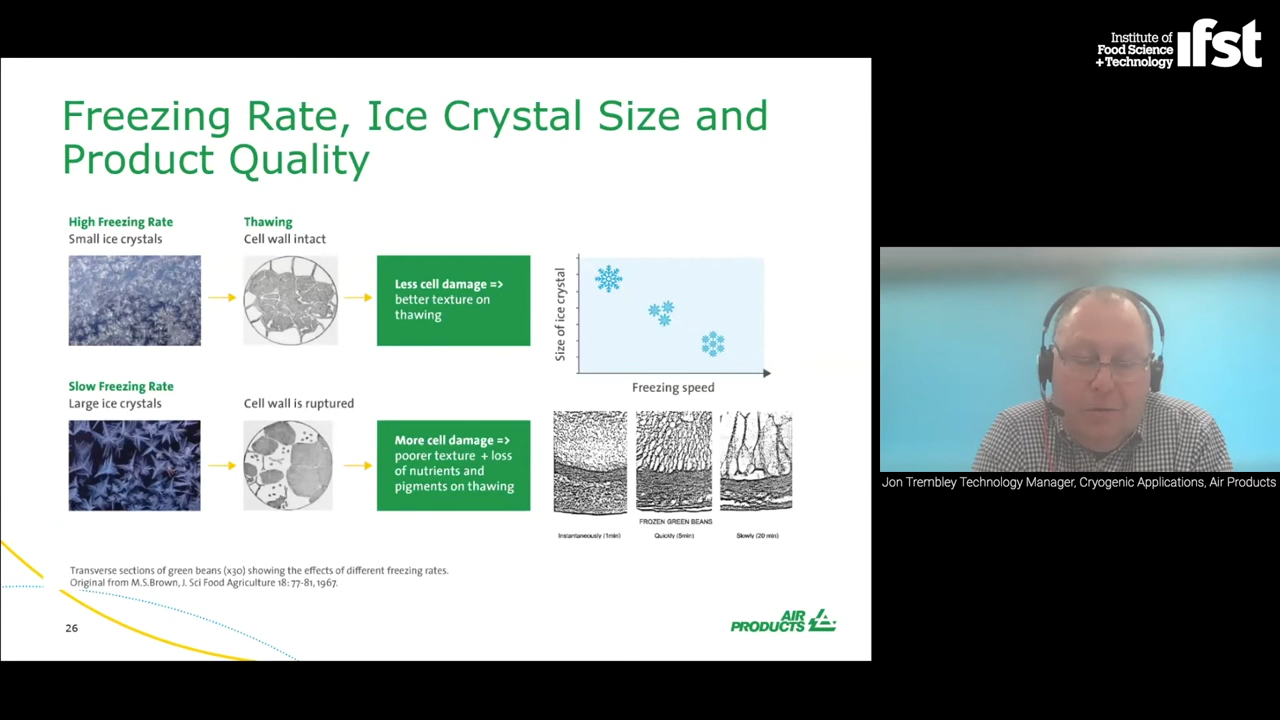 Institute of
Food Science
+Technology
ifst
Freezing Rate, Ice Crystal Size and
Product Quality
High Freezing Rate
Small ice crystals
Thawing
Cell wall intact
Less cell damage =>
better texture on
thawing
Slow Freezing Rate
Large ice crystals
Cell wall is ruptured
More cell damage =>
poorer texture + loss
of nutrients and
pigments on thawing
Size of ice crystal
Freezing speed
FROZEN GREEN BEANS
Instantaneously (1min)
Quickly (5min)
Slowly (20 min)
Transverse sections of green beans (x30) showing the effects of different freezing rates.
Original from M.S.Brown, J. Sci Food Agriculture 18: 77-81, 1967.
26
AIR
PRODUCTS
Jon Trembley Technology Manager, Cryogenic Applications, Air Products